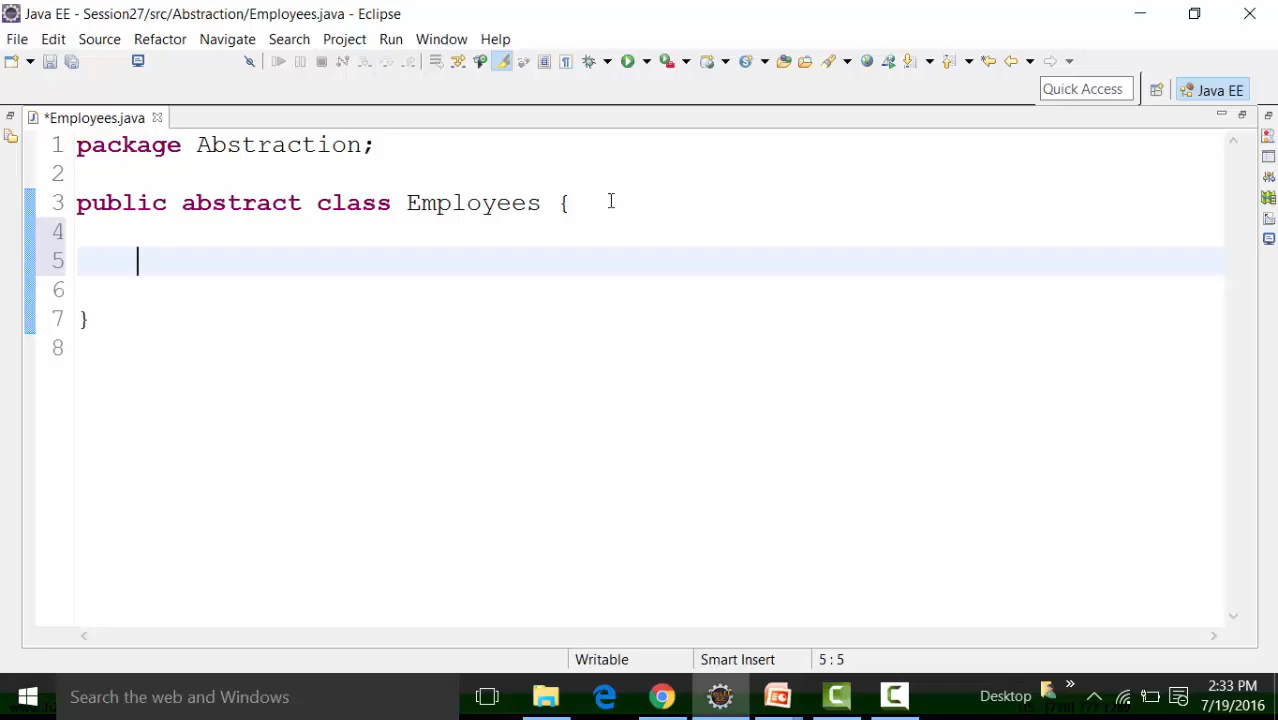 Java EE - Session27/src/Abstraction/Employees.java - Eclipse
File Edit Source Refactor Navigate Search Project Run Window Help
Quick Access
Java EE
*Employees.java
1 package Abstraction;
2
3 public abstract class Employees {
4
5
6
7 }
8
Writable Smart Insert 5 : 5
Search the web and Windows
Desktop
2:33 PM
7/19/2016